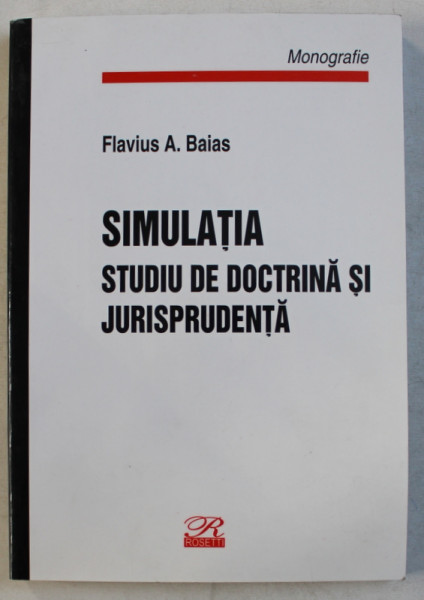 Monografie
Flavius A. Baias
SIMULAȚIA
STUDIU DE DOCTRINĂ ȘI
JURISPRUDENȚĂ
R
ROSETTI